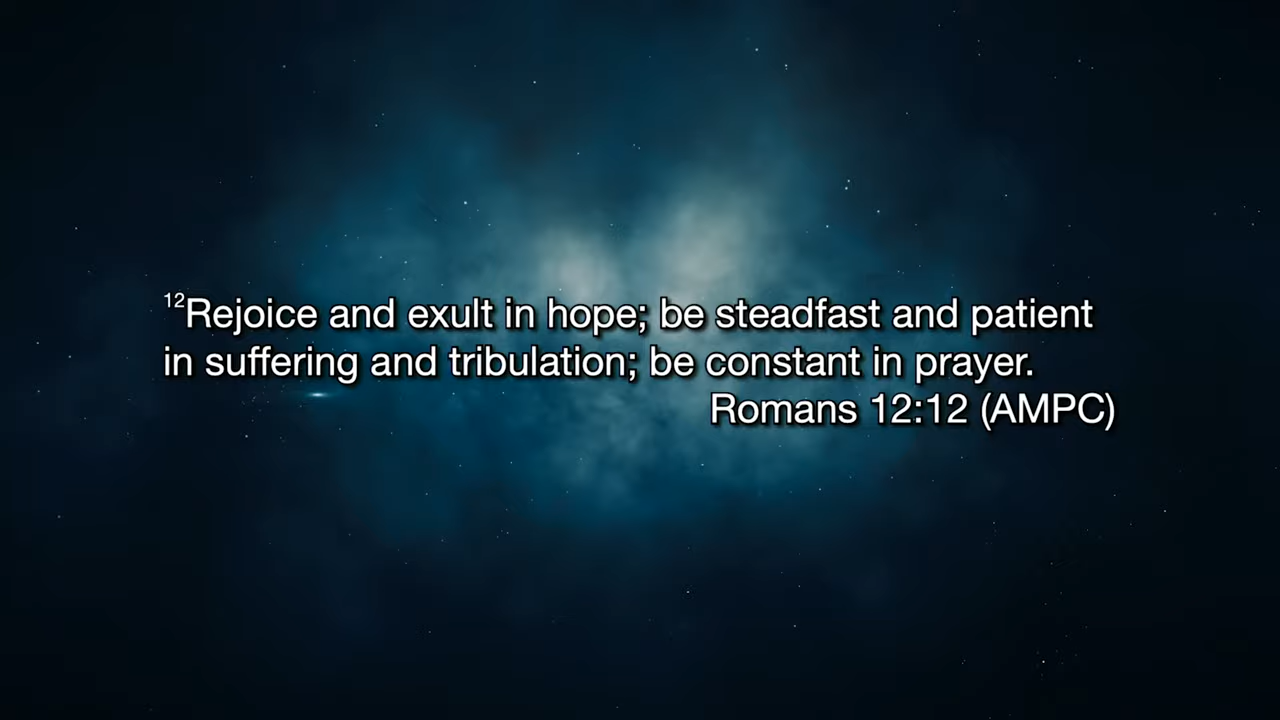 12Rejoice and exult in hope; be steadfast and patient
in suffering and tribulation; be constant in prayer.
Romans 12:12 (AMPC)